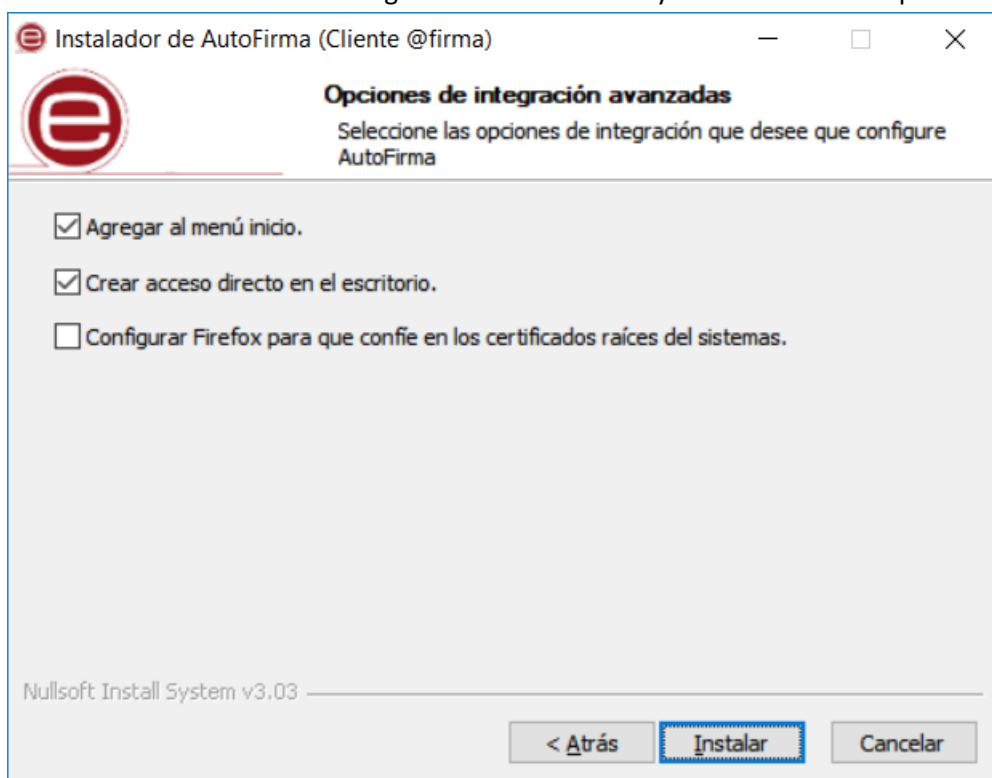 Instalador de AutoFirma (Cliente @firma)
Opciones de integración avanzadas
Seleccione las opciones de integración que desee que configure
AutoFirma
Agregar al menú inicio.
Crear acceso directo en el escritorio.
Configurar Firefox para que confíe en los certificados raíces del sistemas.
Nullsoft Install System v3.03
< Atrás
Instalar
Cancelar